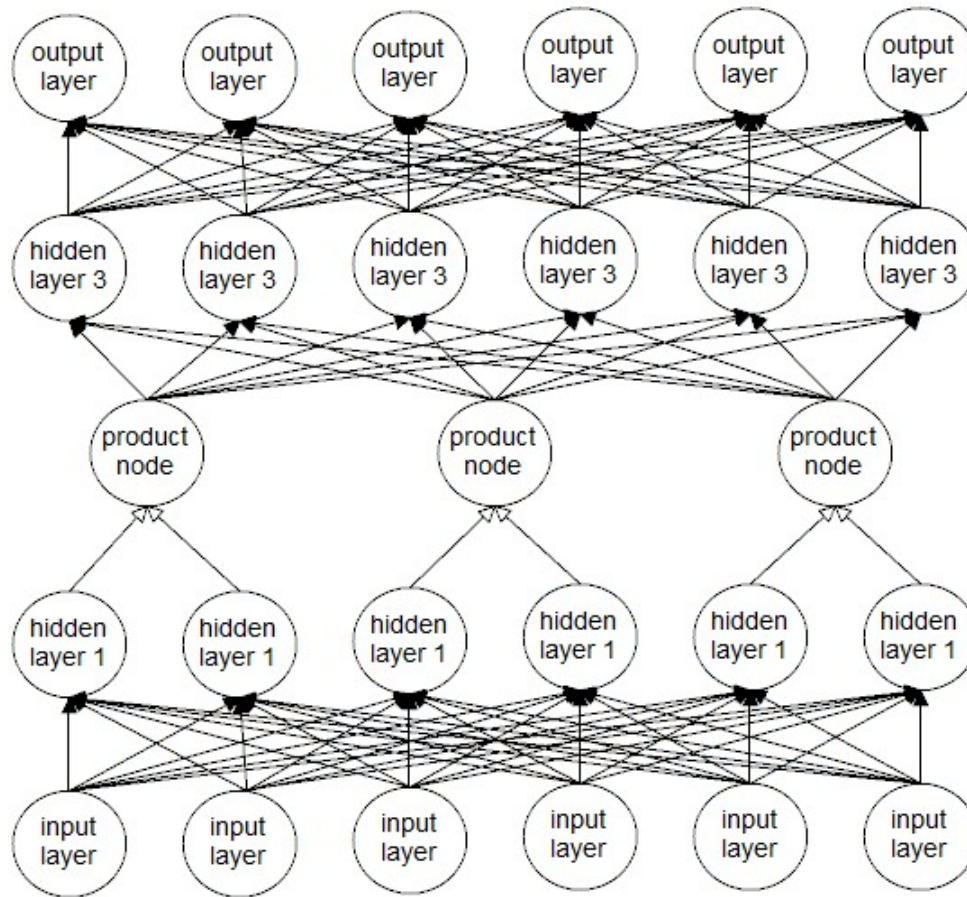 output
layer
output
layer
output
layer
output
layer
output
layer
output
layer
hidden
layer 3
hidden
layer 3
hidden
layer 3
hidden
layer 3
hidden
layer 3
hidden
layer 3
product
node
product
node
product
node
hidden
layer 1
hidden
layer 1
hidden
layer 1
hidden
layer 1
hidden
layer 1
hidden
layer 1
input
layer
input
layer
input
layer
input
layer
input
layer
input
layer